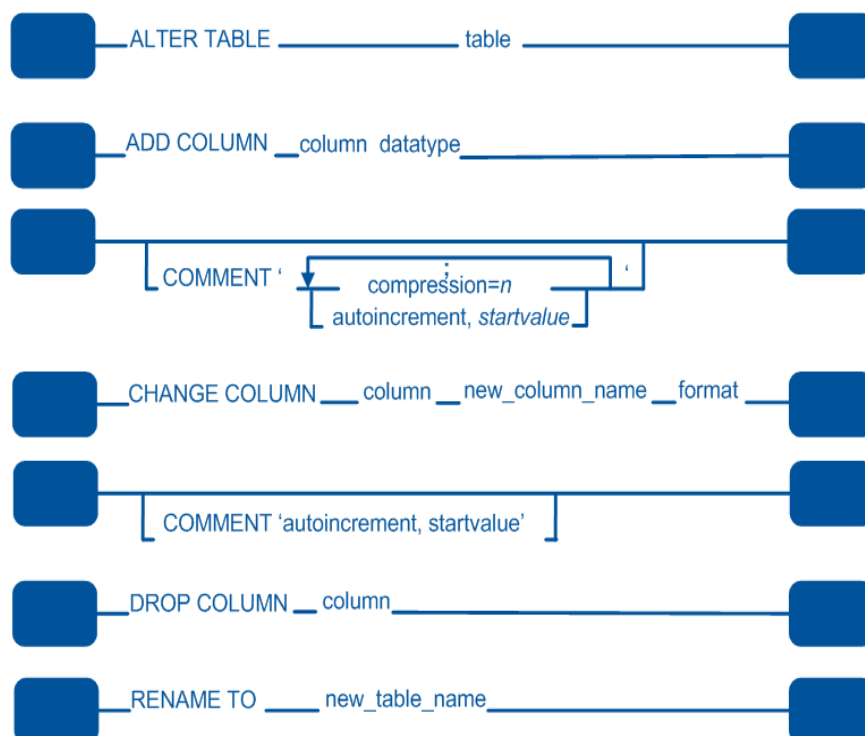 ALTER TABLE table
ADD COLUMN column datatype
COMMENT ‘ ; ‘
compression=n
autoincrement, startvalue
CHANGE COLUMN column new_column_name format
COMMENT ‘autoincrement, startvalue’
DROP COLUMN column
RENAME TO new_table_name